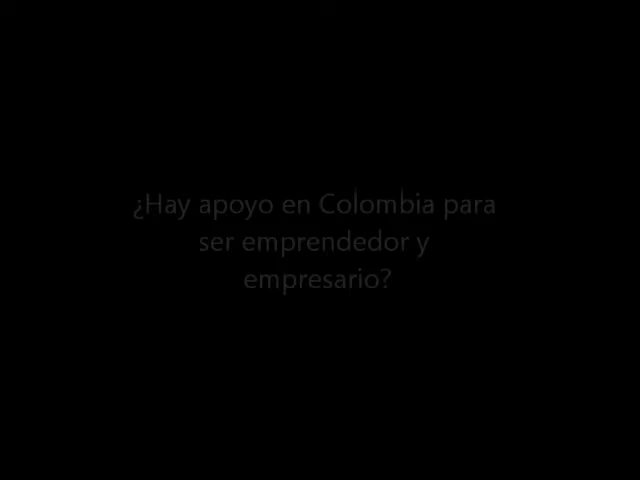 ¿Hay apoyo en Colombia para
ser emprendedor y
empresario?